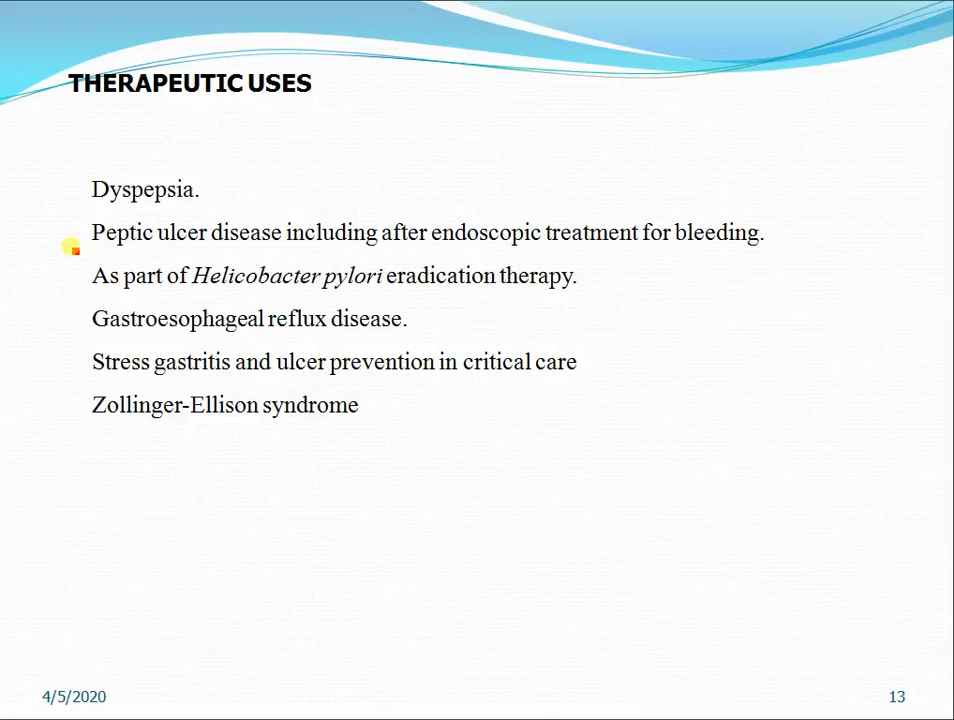 THERAPEUTIC USES
Dyspepsia.
Peptic ulcer disease including after endoscopic treatment for bleeding.
As part of Helicobacter pylori eradication therapy.
Gastroesophageal reflux disease.
Stress gastritis and ulcer prevention in critical care
Zollinger-Ellison syndrome
4/5/2020
13